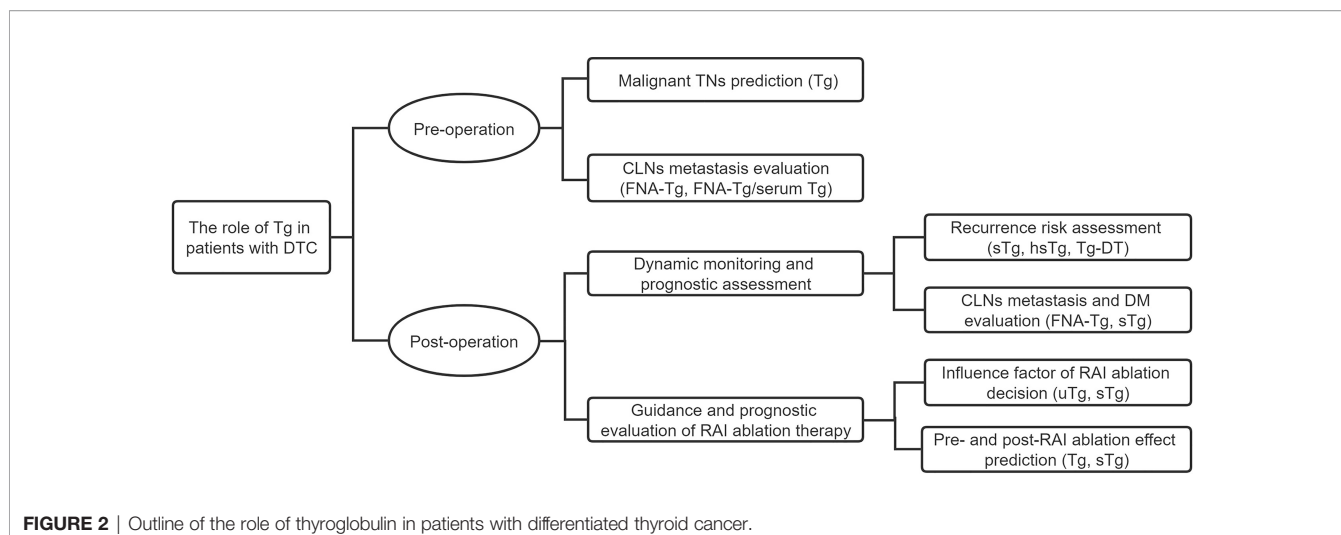 The role of Tg in
patients with DTC
Pre-operation
Malignant TNs prediction (Tg)
CLNs metastasis evaluation
(FNA-Tg, FNA-Tg/serum Tg)
Post-operation
Dynamic monitoring and
prognostic assessment
Recurrence risk assessment
(sTg, hsTg, Tg-DT)
CLNs metastasis and DM
evaluation (FNA-Tg, sTg)
Guidance and prognostic
evaluation of RAI ablation therapy
Influence factor of RAI ablation
decision (uTg, sTg)
Pre- and post-RAI ablation effect
prediction (Tg, sTg)
FIGURE 2 | Outline of the role of thyroglobulin in patients with differentiated thyroid cancer.